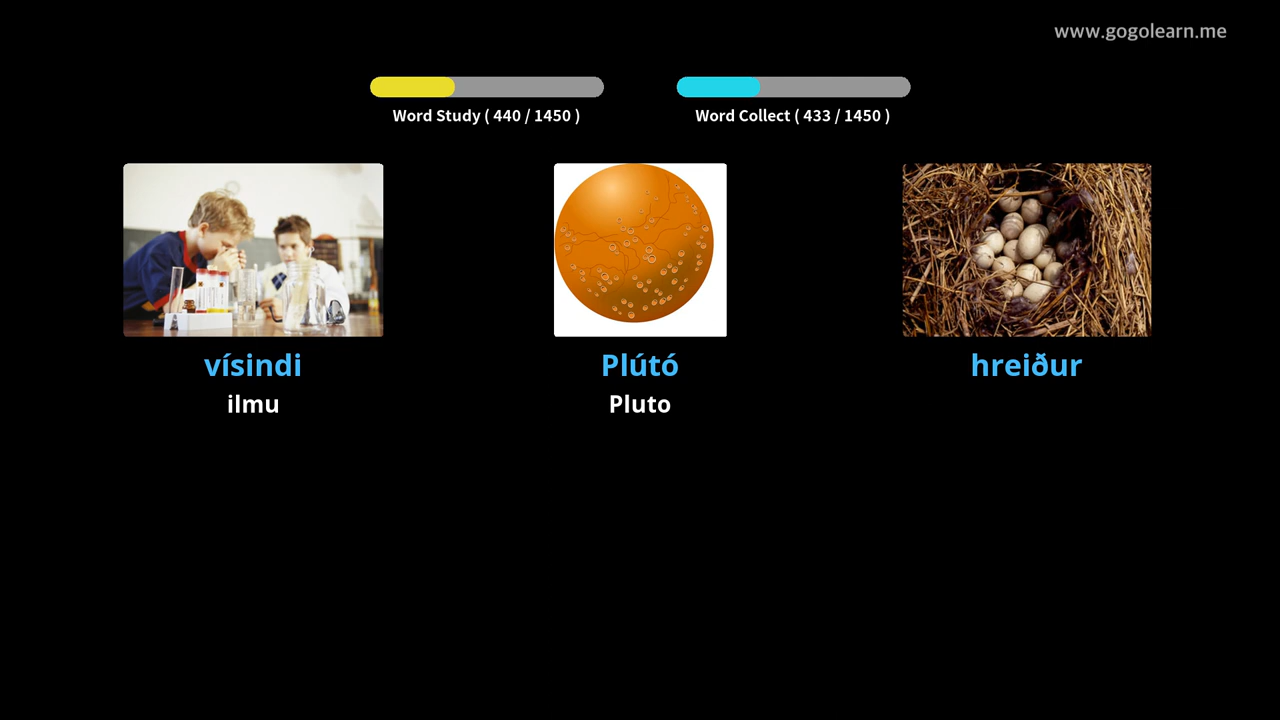 www.gogolearn.me
Word Study ( 440 / 1450 )
Word Collect ( 433 / 1450 )
vísindi
ilmu
Plútó
Pluto
hreiður